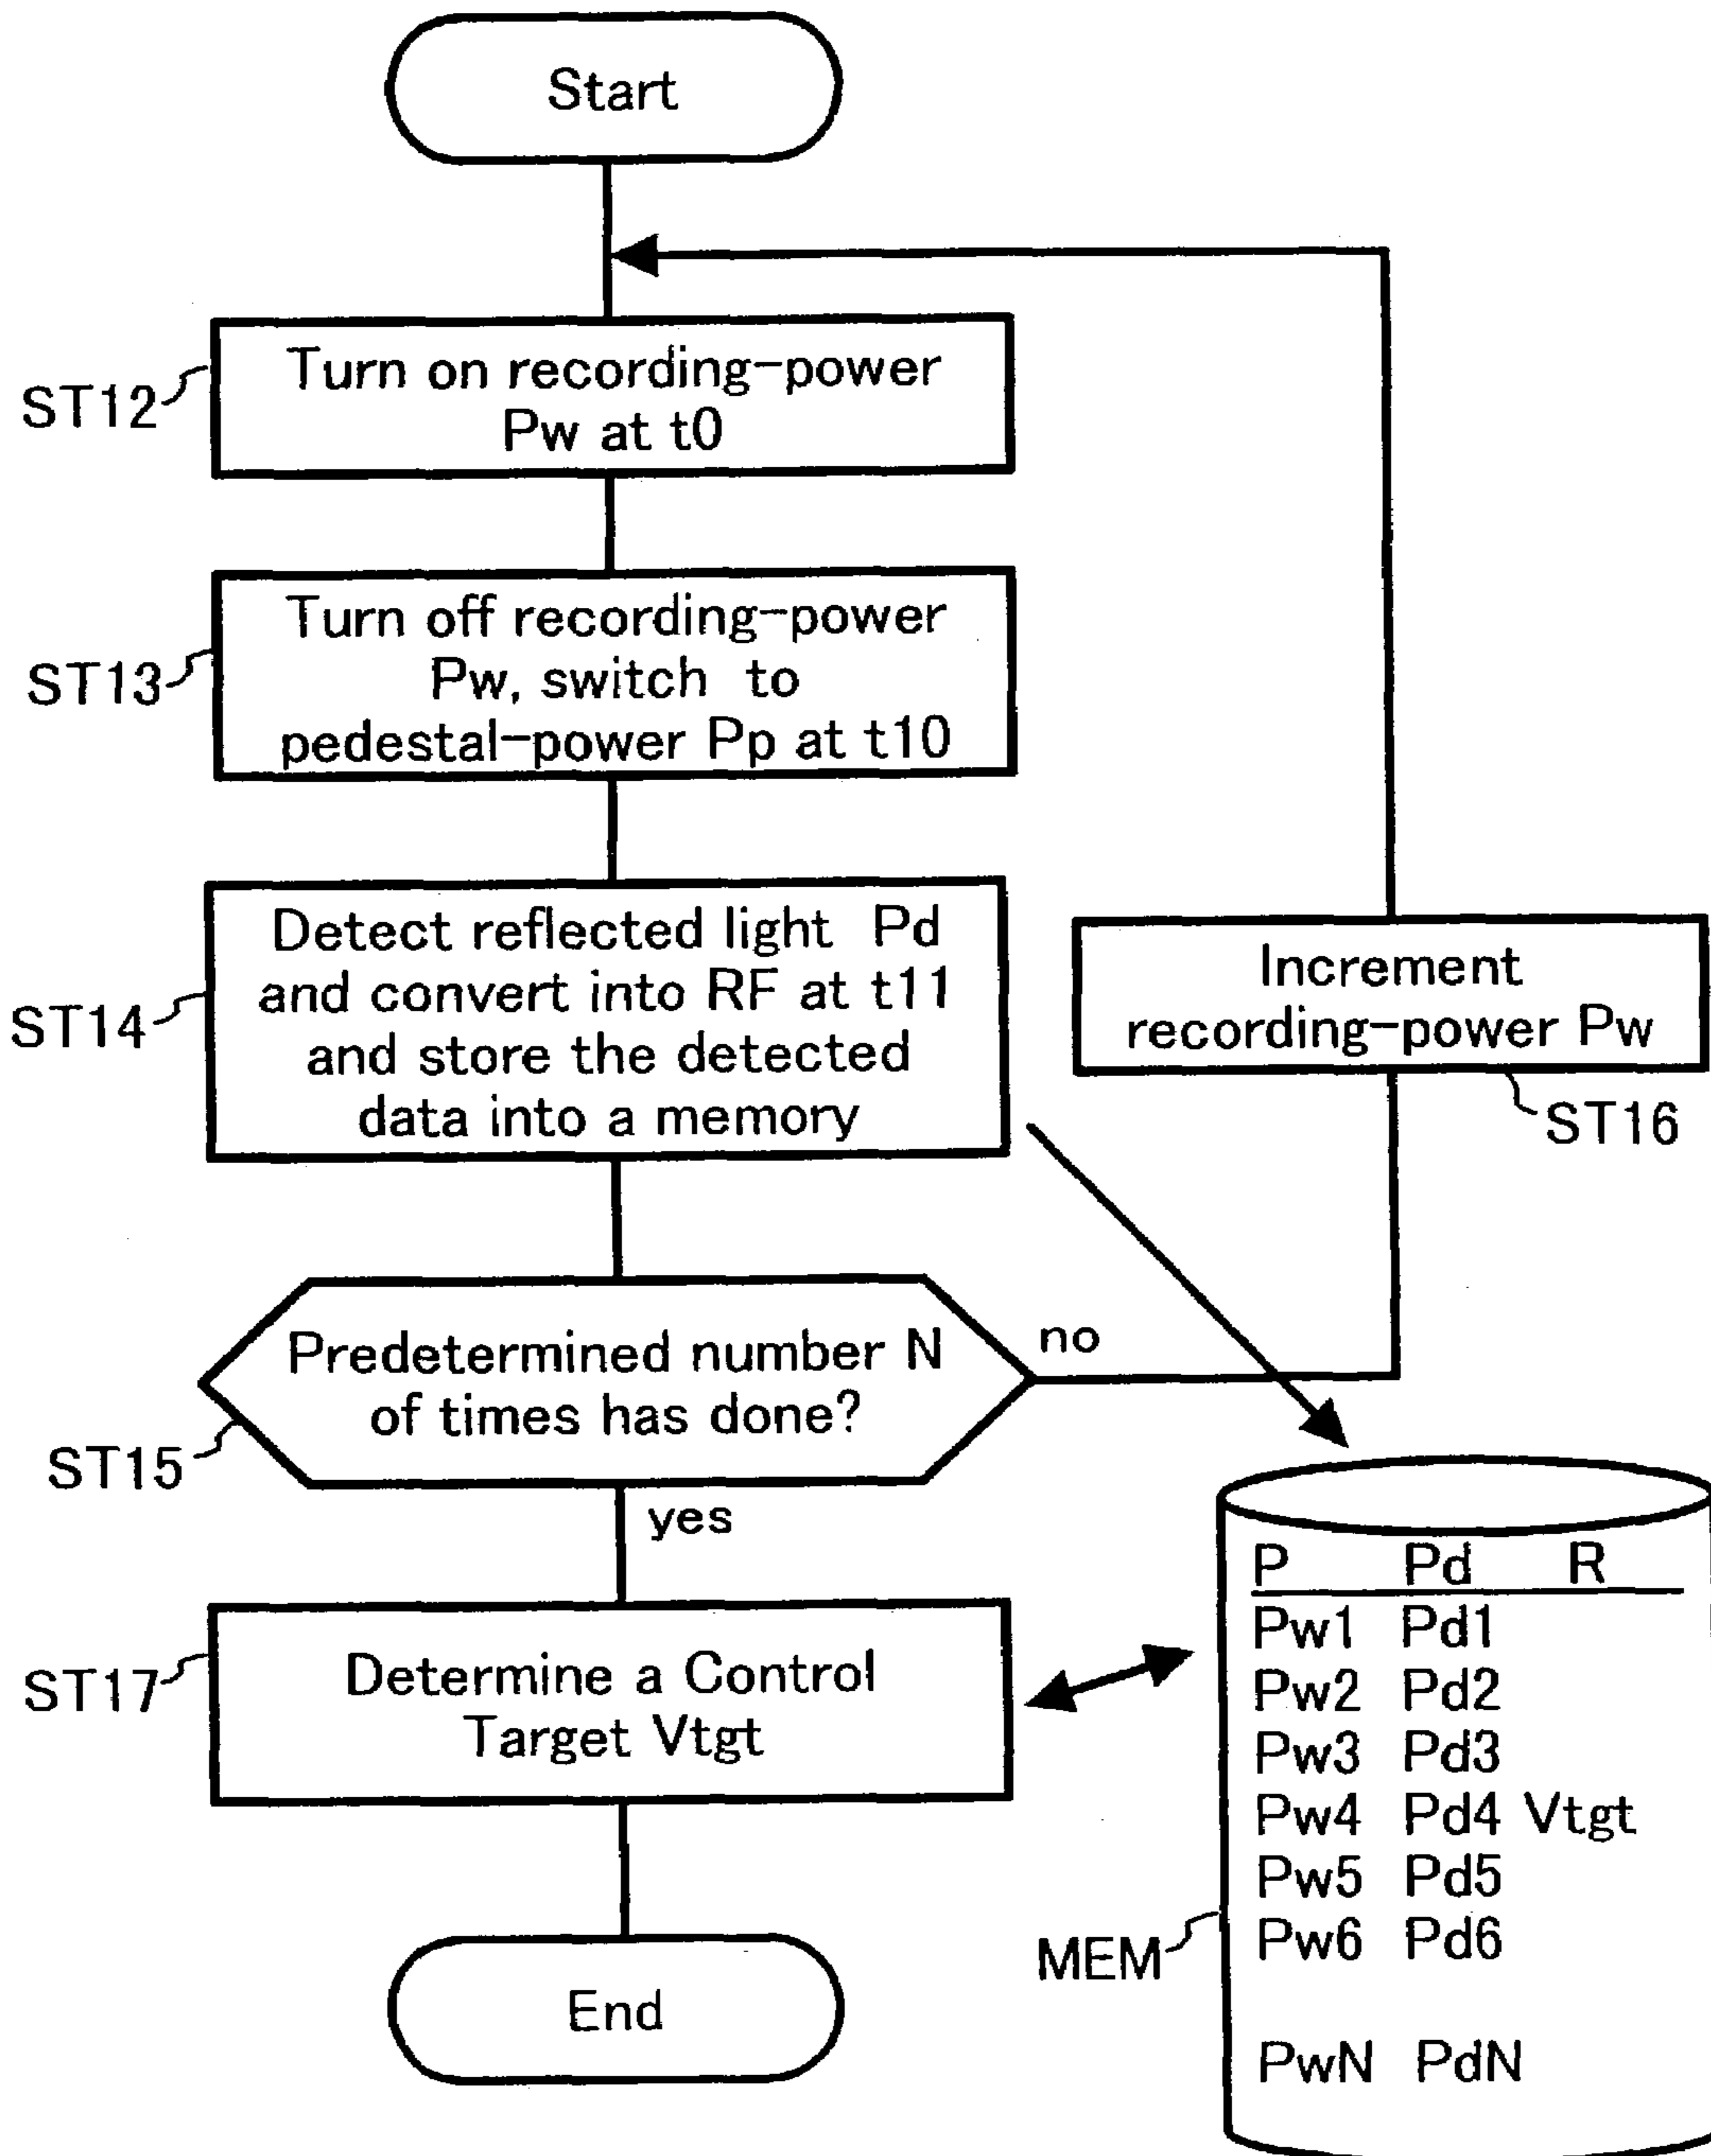 Start
ST12
Turn on recording-power
Pw at t0
ST13
Turn off recording-power
Pw, switch to
pedestal-power Pp at t10
ST14
Detect reflected light Pd
and convert into RF at t11
and store the detected
data into a memory
Increment
recording-power Pw
ST16
Predetermined number N
of times has done?
no
ST15
yes
ST17
Determine a Control
Target Vtgt
End
MEM
P Pd R
Pw1 Pd1
Pw2 Pd2
Pw3 Pd3
Pw4 Pd4 Vtgt
Pw5 Pd5
Pw6 Pd6
PwN PdN